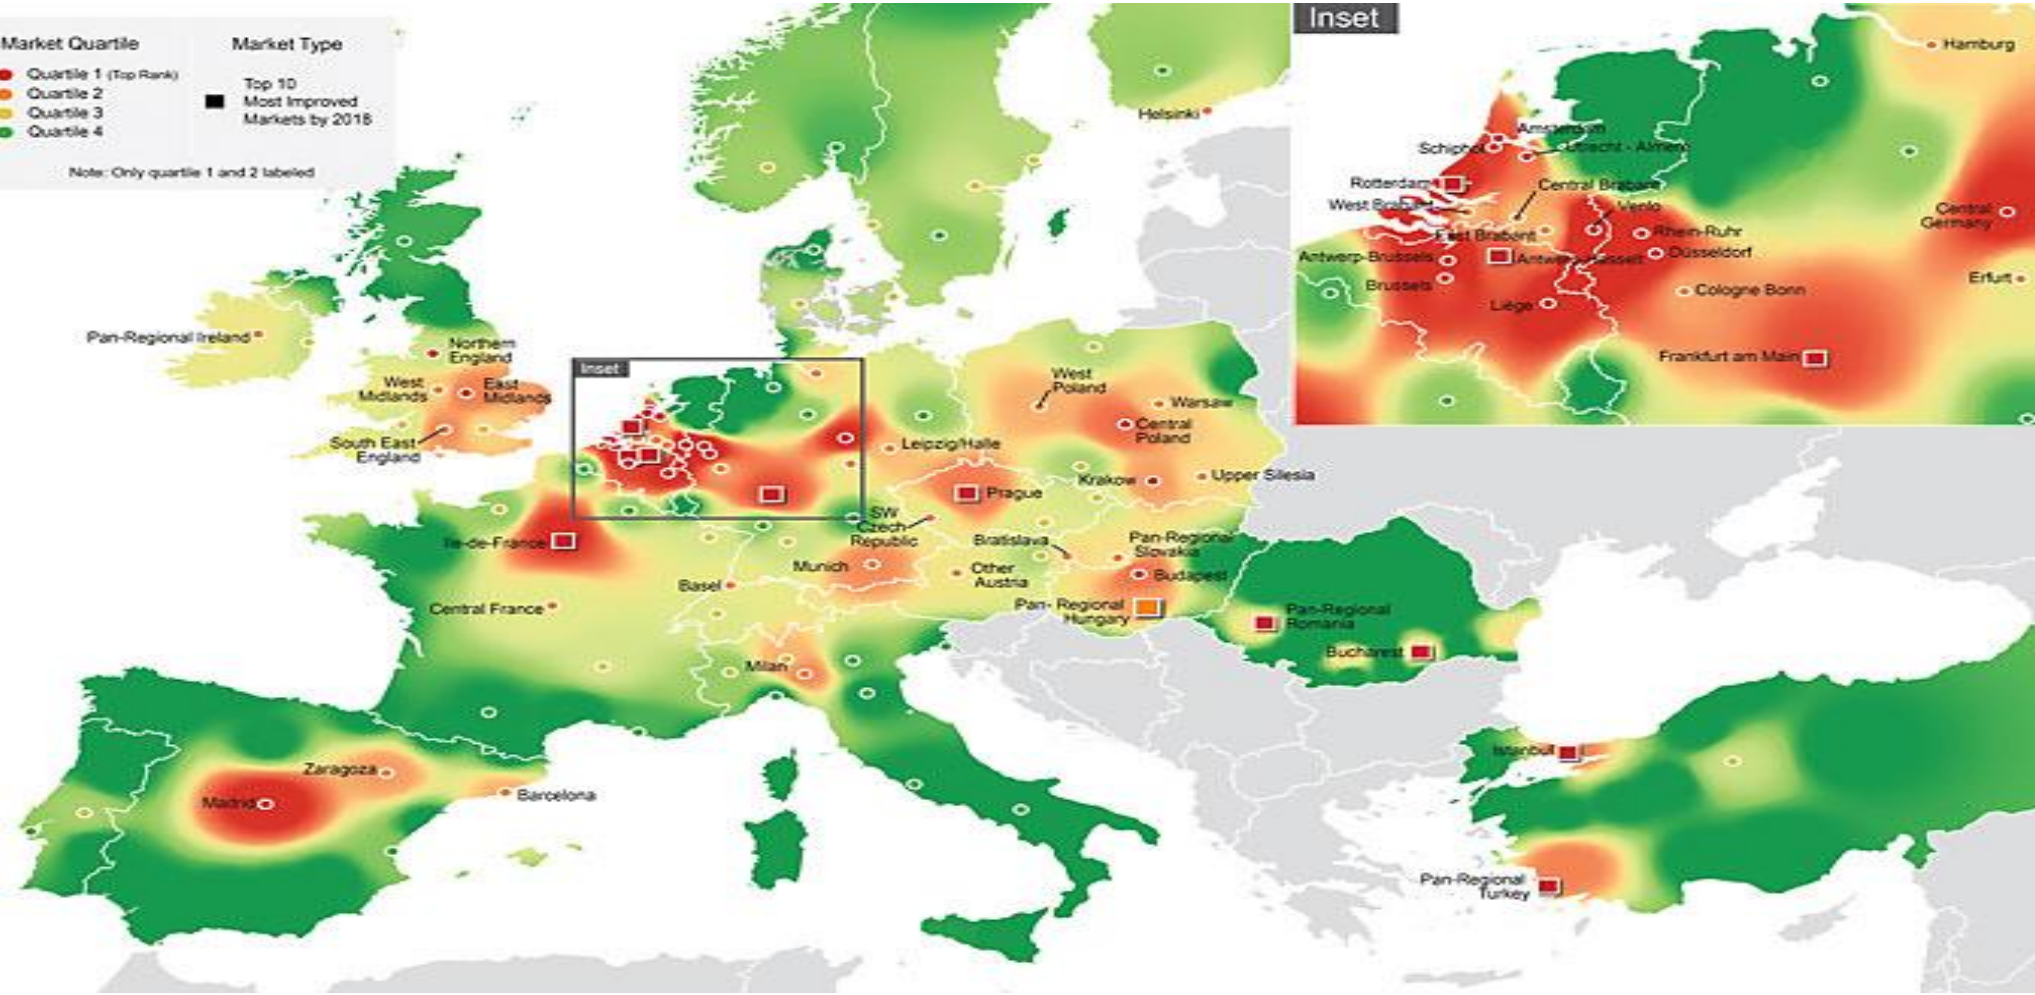 Market Quartile
Quartile 1 (Top Rank)
Quartile 2
Quartile 3
Quartile 4
Market Type
Top 10
Most Improved
Markets by 2018
Note: Only quartile 1 and 2 labeled
Helsinki
Pan-Regional Ireland
Northern
England
West
Midlands
East
Midlands
South East
England
Inset
Leipzig/Halle
West
Poland
Warsaw
Central
Poland
Krakow
Upper Silesia
Prague
SW
Czech
Republic
Ile-de-France
Bratislava
Pan-Regional
Slovakia
Munich
Other
Austria
Budapest
Basel
Central France
Pan- Regional
Hungary
Pan-Regional
Romania
Bucharest
Milan
Zaragoza
Madrid
Barcelona
Istanbul
Pan-Regional
Turkey
Inset
Hamburg
Amsterdam
Schiphol
Utrecht - Almere
Rotterdam
Central Brabant
West Brabant
Venlo
Central
Germany
East Brabant
Rhein-Ruhr
Antwerp-Brussels
Antwerp-Hasselt
Düsseldorf
Brussels
Erfurt
Cologne Bonn
Liège
Frankfurt am Main